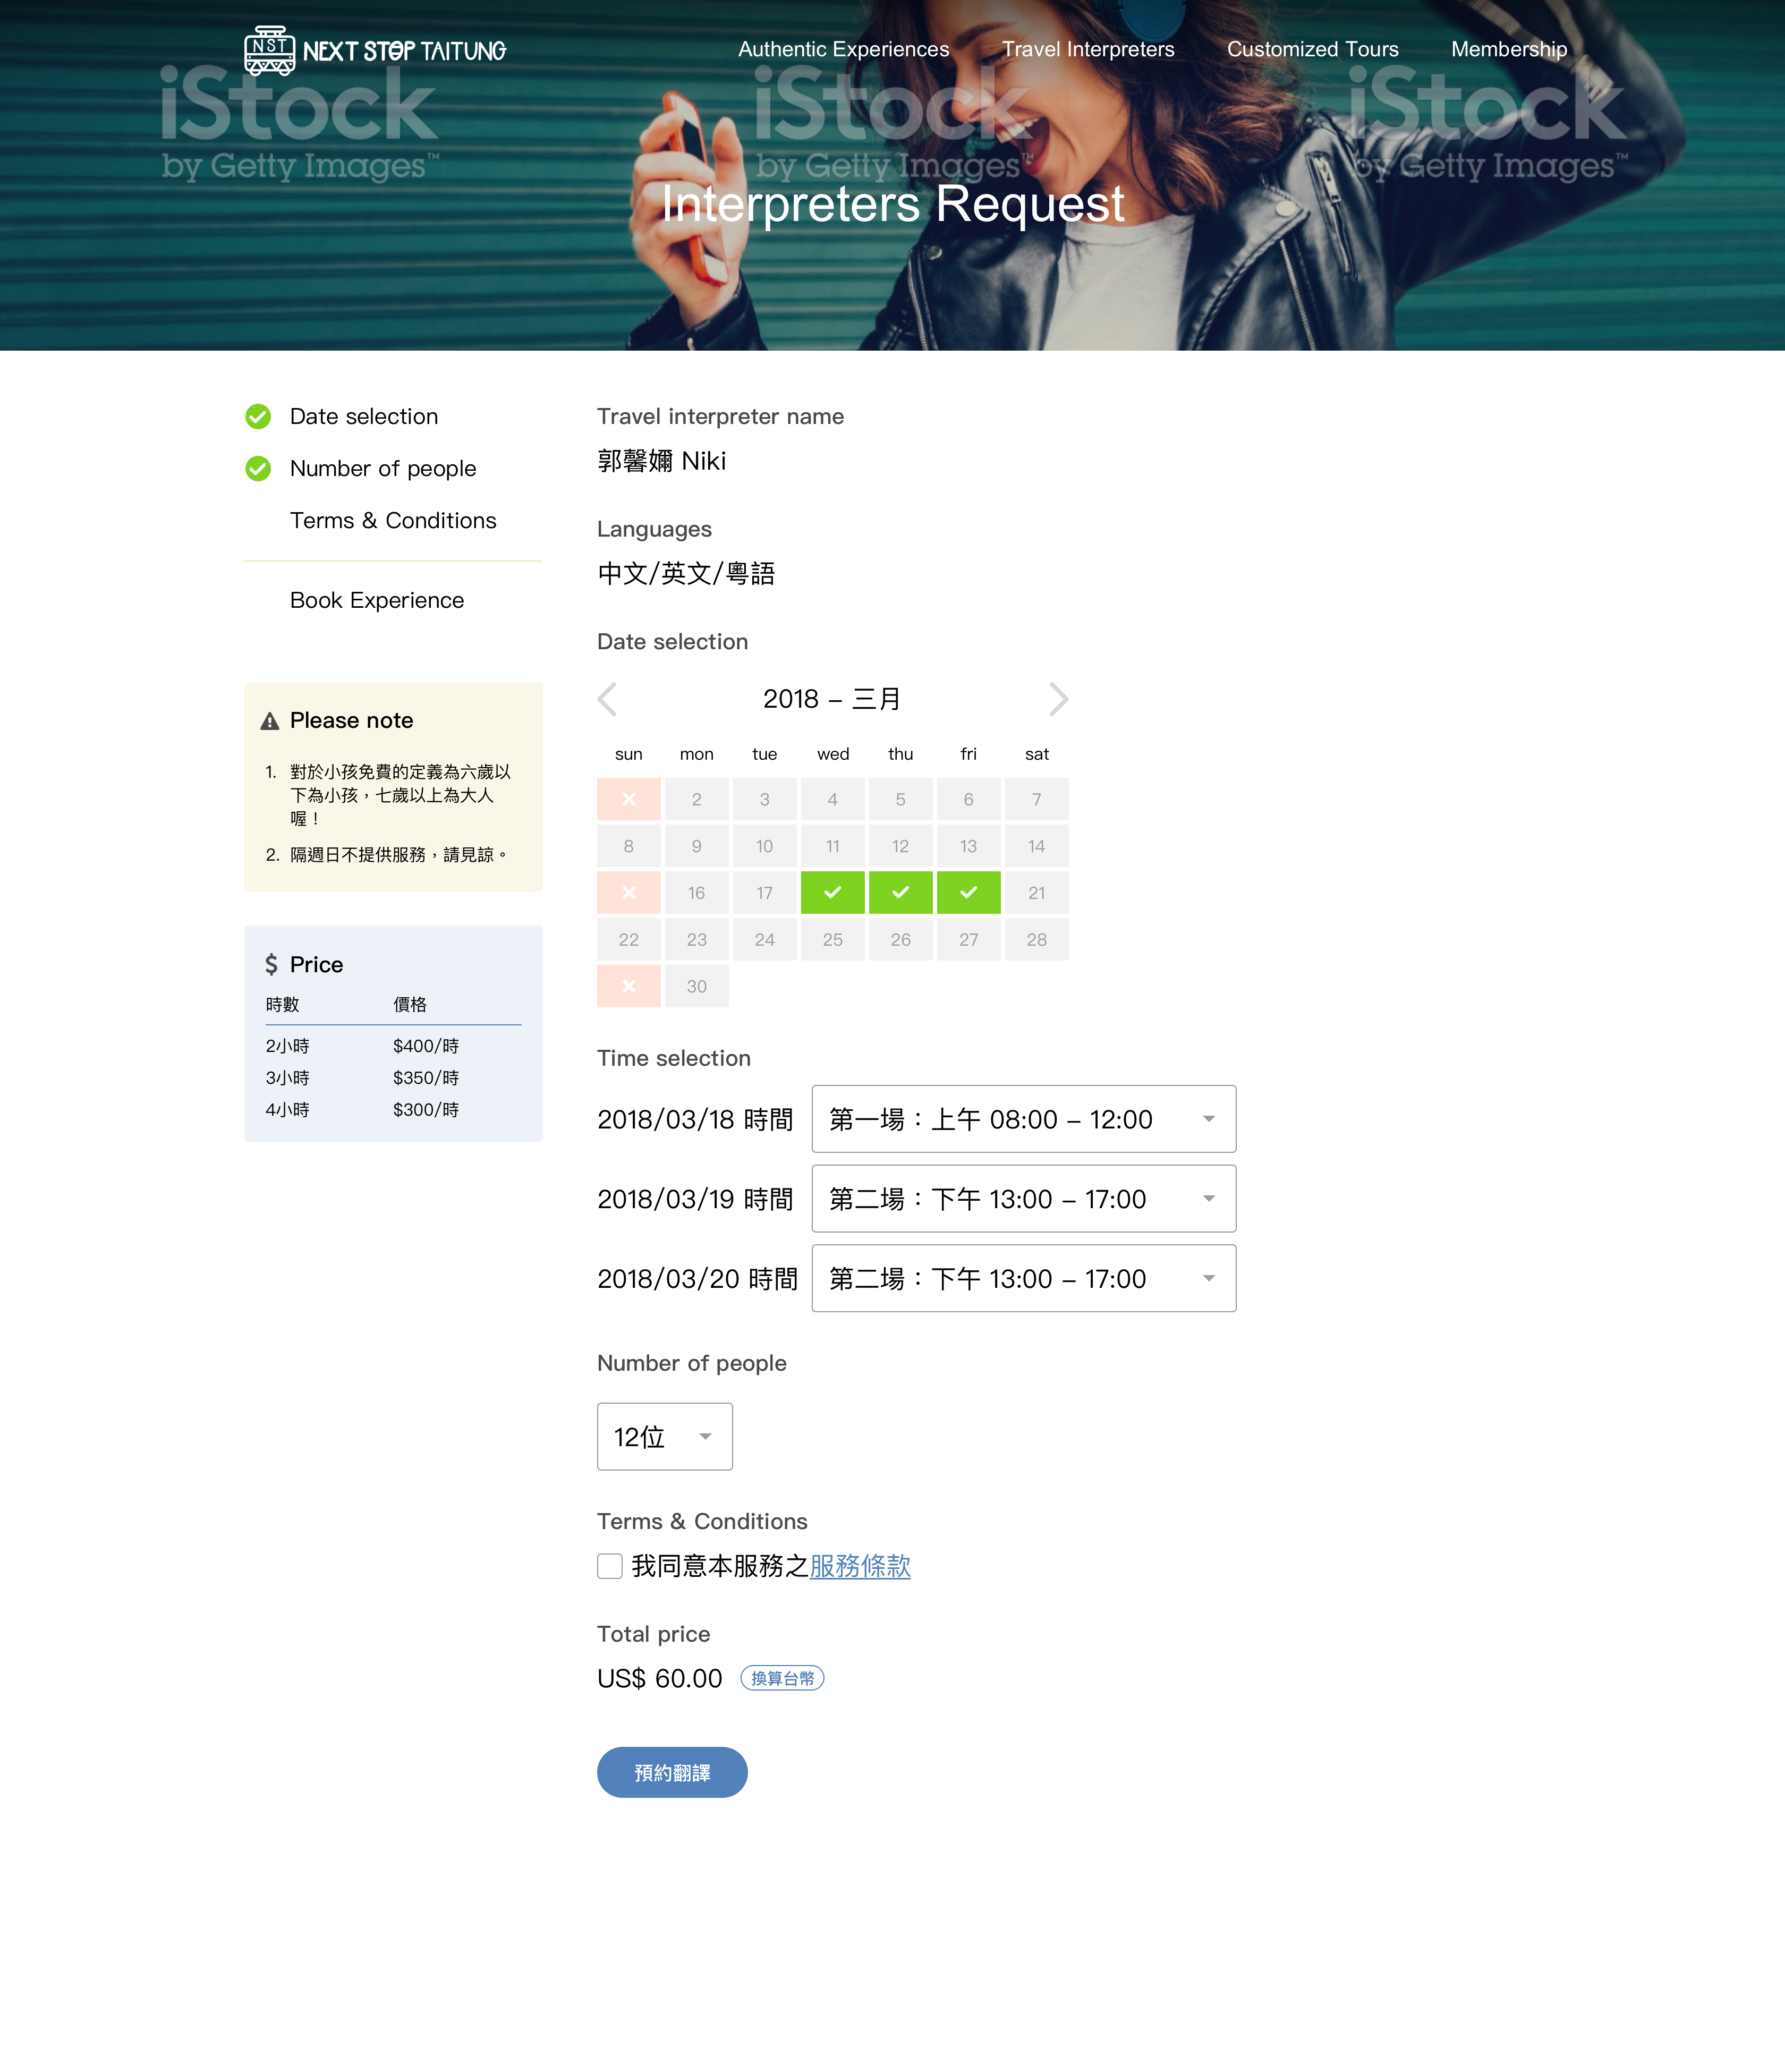 NST NEXT STOP TAITUNG
Authentic Experiences Travel Interpreters Customized Tours Membership
iStock iStock iStock
by Getty Images™ by Getty Images™ by Getty Images™
Interpreters Request
Date selection
Number of people
Terms & Conditions
Book Experience
Please note
1. 對於小孩免費的定義為六歲以
下為小孩，七歲以上為大人
喔！
2. 隔週日不提供服務，請見諒。
$ Price
時數 價格
2小時 $400/時
3小時 $350/時
4小時 $300/時
Travel interpreter name
郭馨嬭 Niki
Languages
中文/英文/粵語
Date selection
2018 – 三月
sun mon tue wed thu fri sat
2 3 4 5 6 7
8 9 10 11 12 13 14
16 17 21
22 23 24 25 26 27 28
30
Time selection
2018/03/18 時間 第一場：上午 08:00 – 12:00
2018/03/19 時間 第二場：下午 13:00 – 17:00
2018/03/20 時間 第二場：下午 13:00 – 17:00
Number of people
12位
Terms & Conditions
我同意本服務之服務條款
Total price
US$ 60.00 換算台幣
預約翻譯